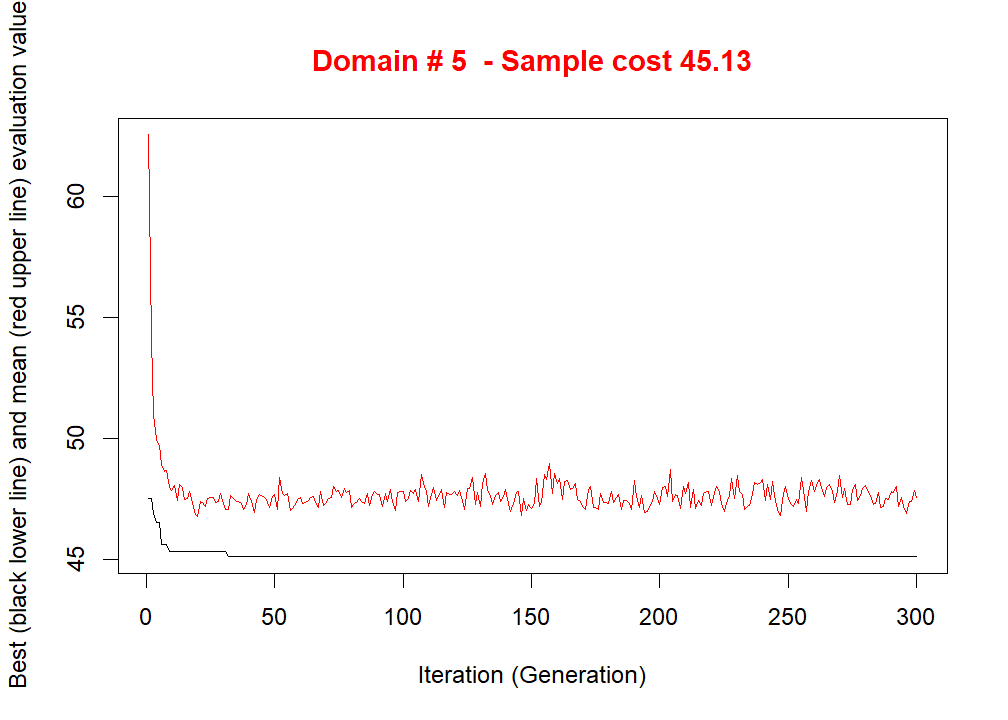 Domain # 5  - Sample cost 45.13
Best (black lower line) and mean (red upper line) evaluation value
60
55
50
45
0 50 100 150 200 250 300
Iteration (Generation)